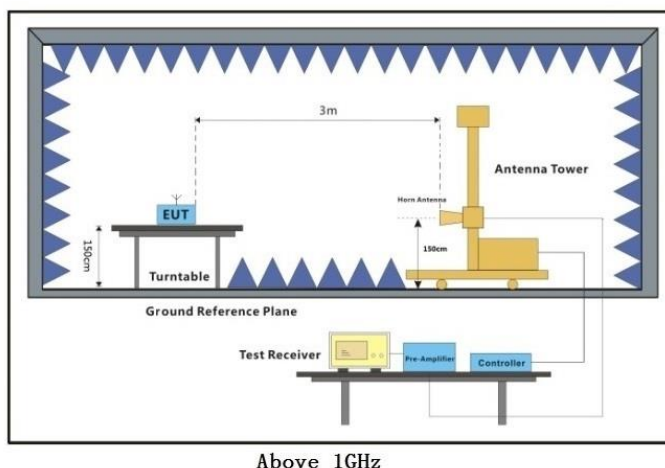 3m
Antenna Tower
Horn Antenna
EUT
150cm
150cm
Turntable
Ground Reference Plane
Test Receiver
Pre-Amplifier
Controller
Above 1GHz